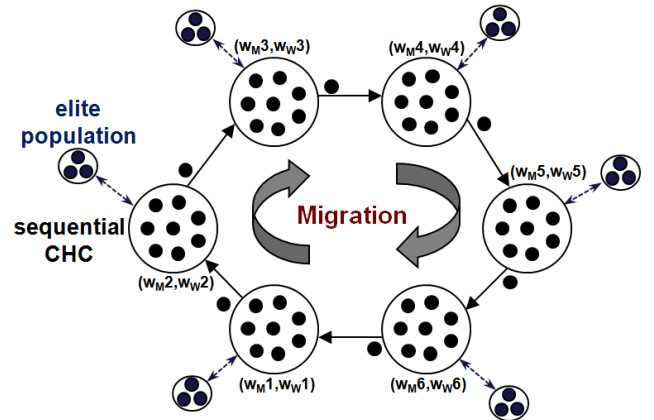 (wM3,wW3)
(wM4,wW4)
elite
population
(wM5,wW5)
Migration
sequential
CHC
(wM2,wW2)
(wM1,wW1)
(wM6,wW6)